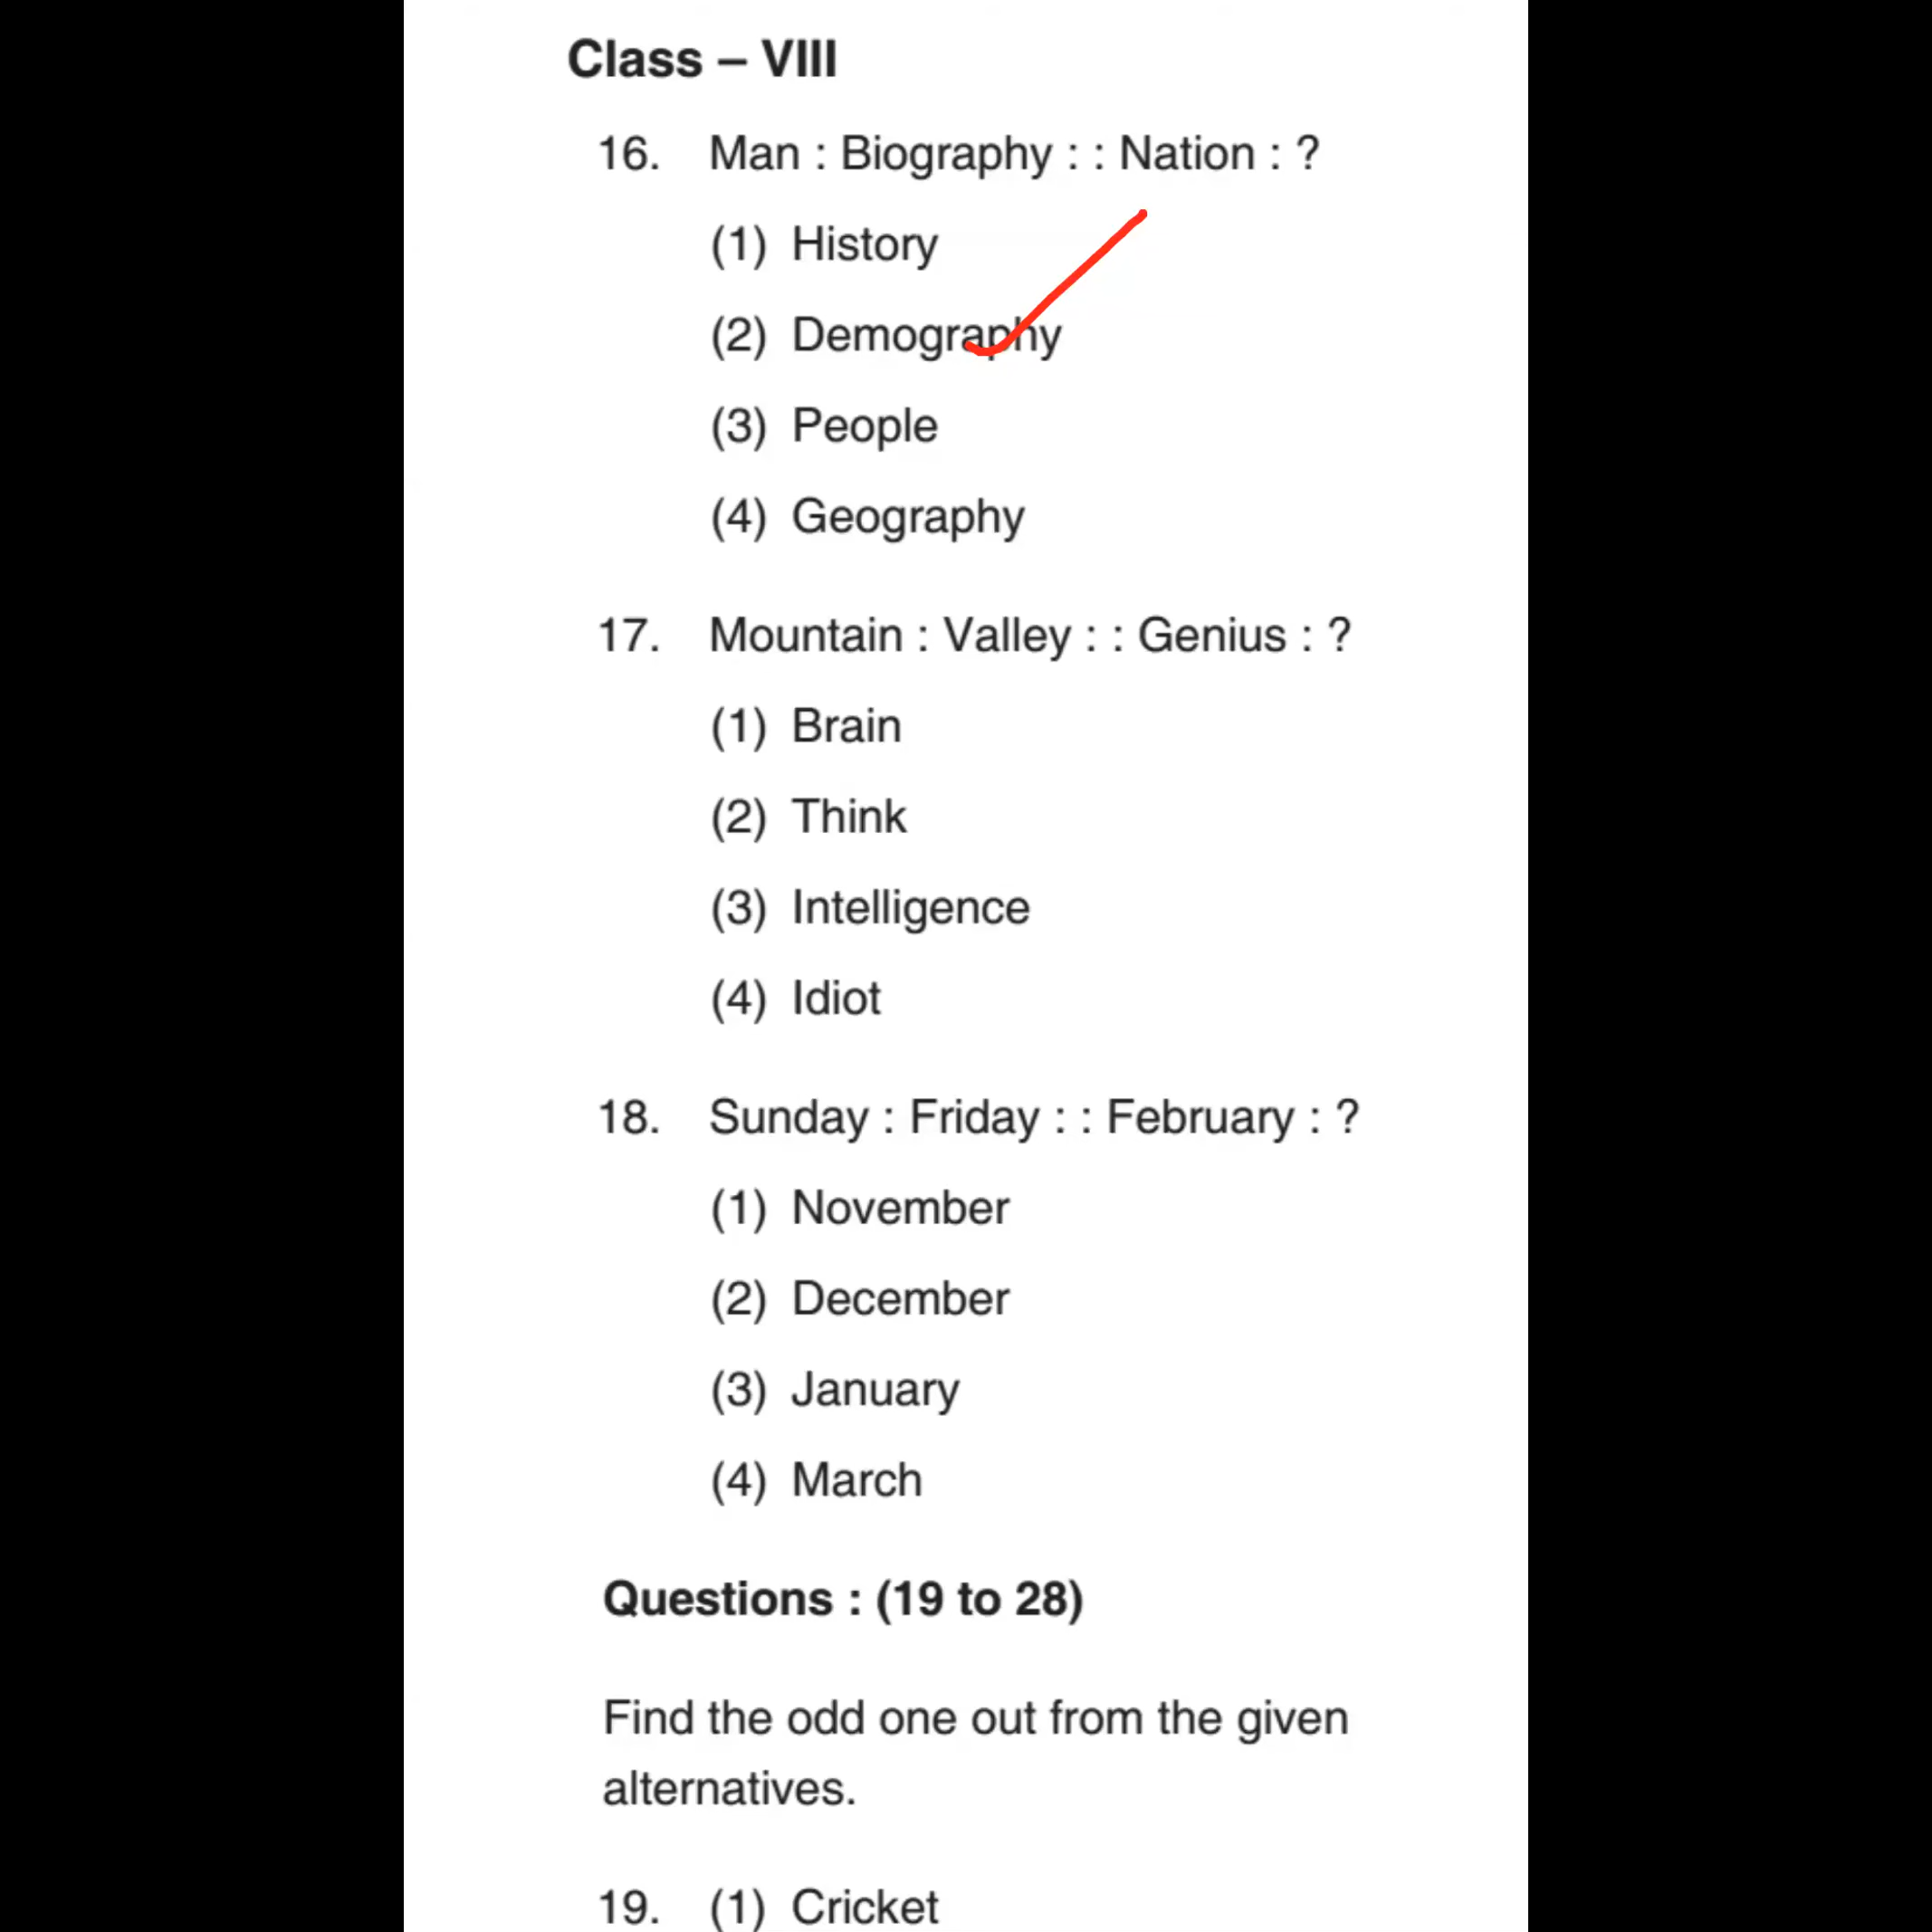 Class – VIII
16. Man : Biography : : Nation : ?
(1) History
(2) Demography
(3) People
(4) Geography
17. Mountain : Valley : : Genius : ?
(1) Brain
(2) Think
(3) Intelligence
(4) Idiot
18. Sunday : Friday : : February : ?
(1) November
(2) December
(3) January
(4) March
Questions : (19 to 28)
Find the odd one out from the given
alternatives.
19. (1) Cricket